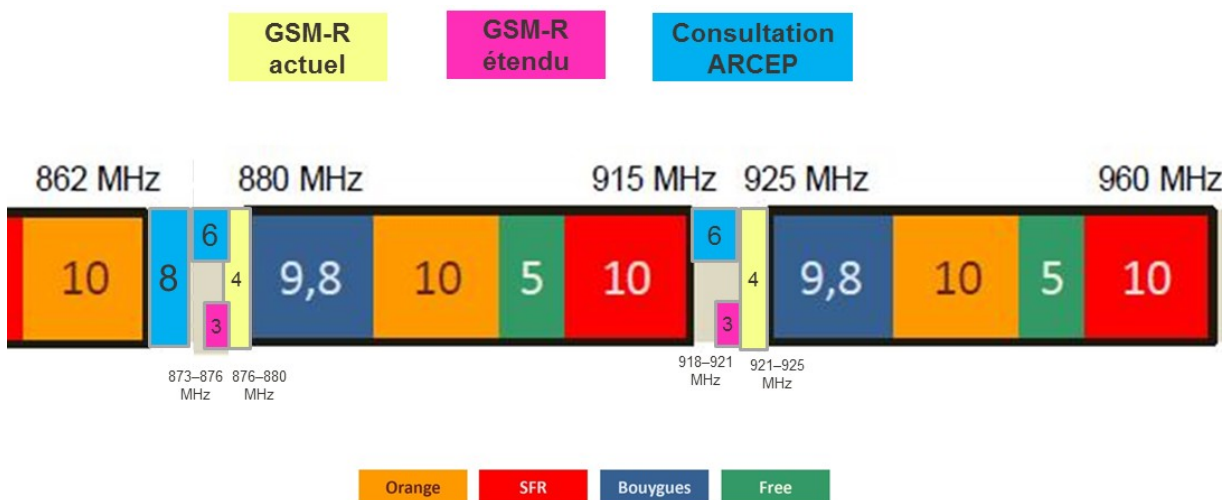 GSM-R
actuel
GSM-R
étendu
Consultation
ARCEP
862 MHz
880 MHz
915 MHz
925 MHz
960 MHz
10
8
6
4
3
9,8
10
5
10
6
4
3
9,8
10
5
10
873–876
MHz
876–880
MHz
918–921
MHz
921–925
MHz
Orange
SFR
Bouygues
Free